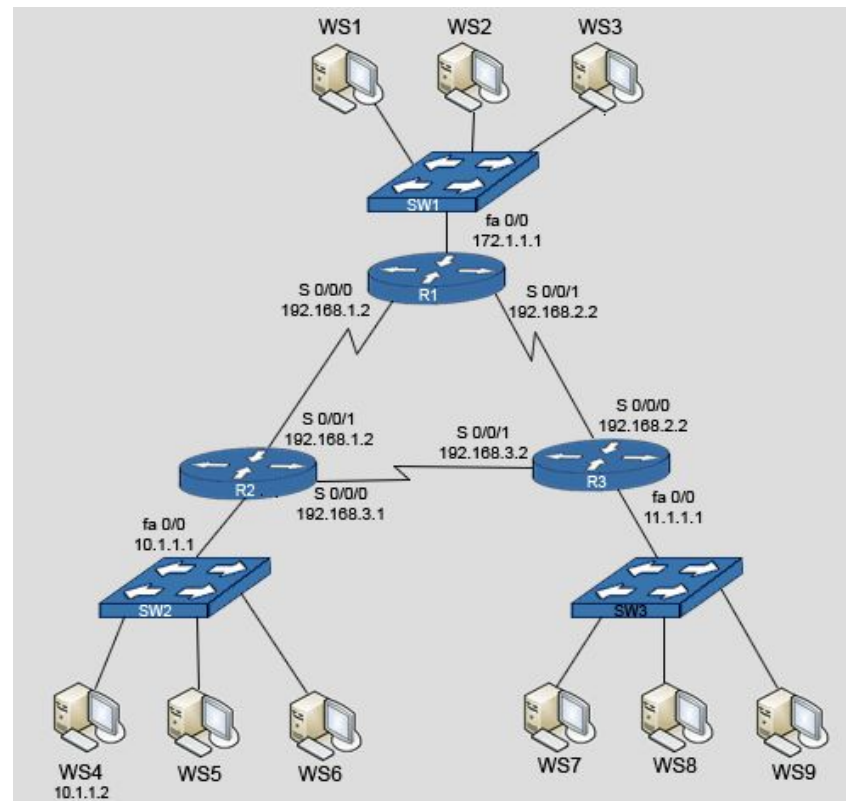 WS1
WS2
WS3
SW1
fa 0/0
172.1.1.1
R1
S 0/0/0
192.168.1.2
S 0/0/1
192.168.2.2
S 0/0/1
192.168.1.2
S 0/0/1
192.168.3.2
S 0/0/0
192.168.2.2
R2
S 0/0/0
192.168.3.1
R3
fa 0/0
10.1.1.1
fa 0/0
11.1.1.1
SW2
SW3
WS4
10.1.1.2
WS5
WS6
WS7
WS8
WS9